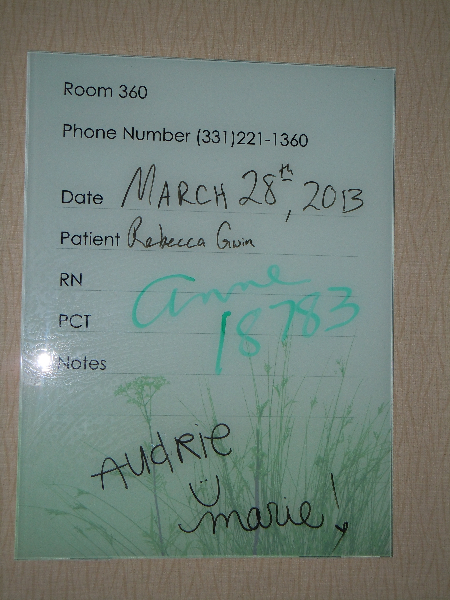 Room 360
Phone Number (331)221-1360
Date MARCH 28th, 2013
Patient Rebecca Gwin
RN anne
PCT 18783
Notes
AUdRiE
marie!